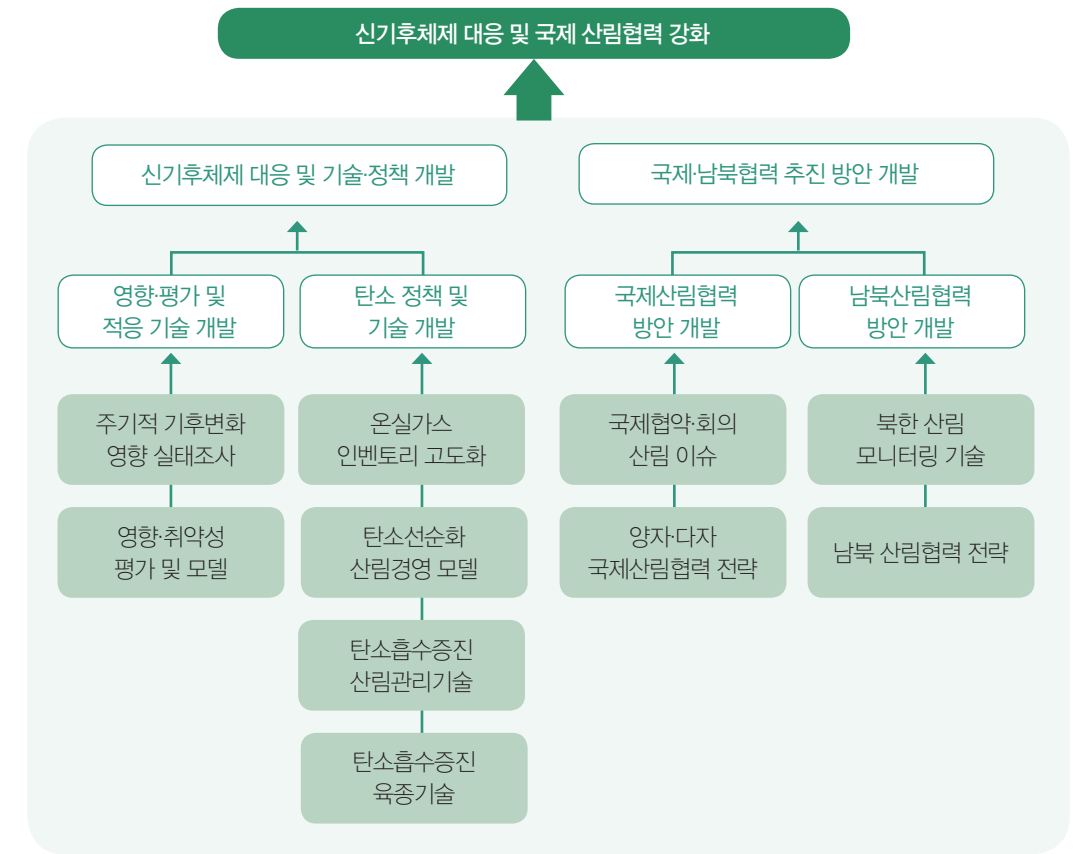 신기후체제 대응 및 국제 산림협력 강화
신기후체제 대응 및 기술·정책 개발
국제·남북협력 추진 방안 개발
영향·평가 및
적응 기술 개발
탄소 정책 및
기술 개발
국제산림협력
방안 개발
남북산림협력
방안 개발
주기적 기후변화
영향 실태조사
온실가스
인벤토리 고도화
국제협약·회의
산림 이슈
북한 산림
모니터링 기술
영향·취약성
평가 및 모델
탄소선순화
산림경영 모델
양자·다자
국제산림협력 전략
남북 산림협력 전략
탄소흡수증진
산림관리기술
탄소흡수증진
육종기술